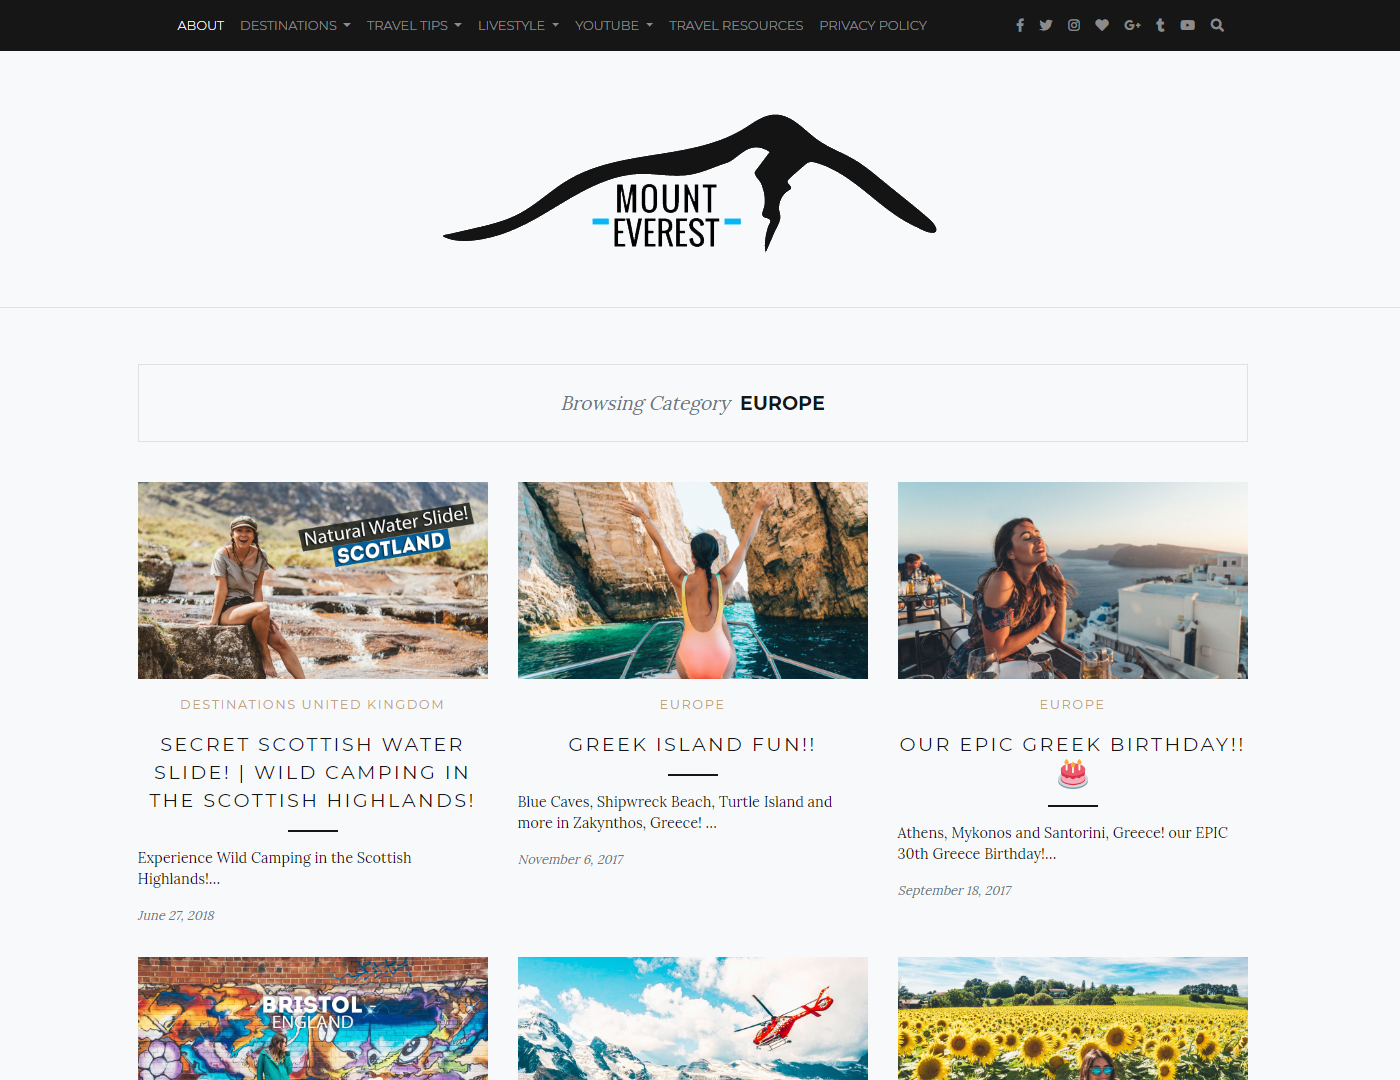 ABOUT DESTINATIONS TRAVEL TIPS LIVESTYLE YOUTUBE TRAVEL RESOURCES PRIVACY POLICY
MOUNT
EVEREST
Browsing Category EUROPE
Natural Water Slide!
SCOTLAND
DESTINATIONS UNITED KINGDOM
SECRET SCOTTISH WATER
SLIDE! | WILD CAMPING IN
THE SCOTTISH HIGHLANDS!
Experience Wild Camping in the Scottish
Highlands!...
June 27, 2018
EUROPE
GREEK ISLAND FUN!!
Blue Caves, Shipwreck Beach, Turtle Island and
more in Zakynthos, Greece! ...
November 6, 2017
EUROPE
OUR EPIC GREEK BIRTHDAY!!
🎂
Athens, Mykonos and Santorini, Greece! our EPIC
30th Greece Birthday!...
September 18, 2017
BRISTOL
ENGLAND